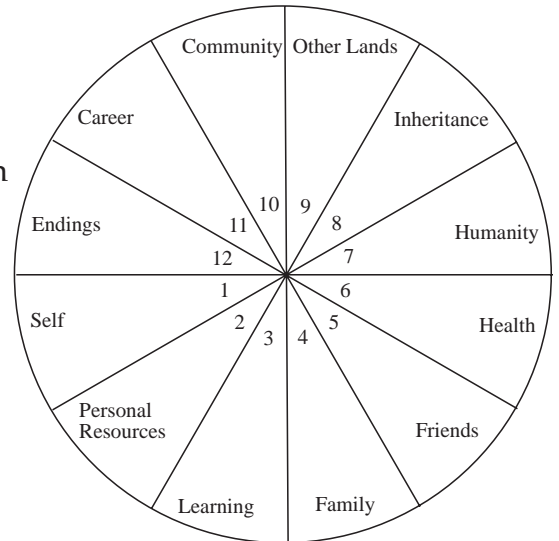 Community
Other Lands
Career
Inheritance
n
Endings
Humanity
10
9
11
8
12
7
1
6
2
5
3
4
Self
Health
Personal
Resources
Friends
Learning
Family